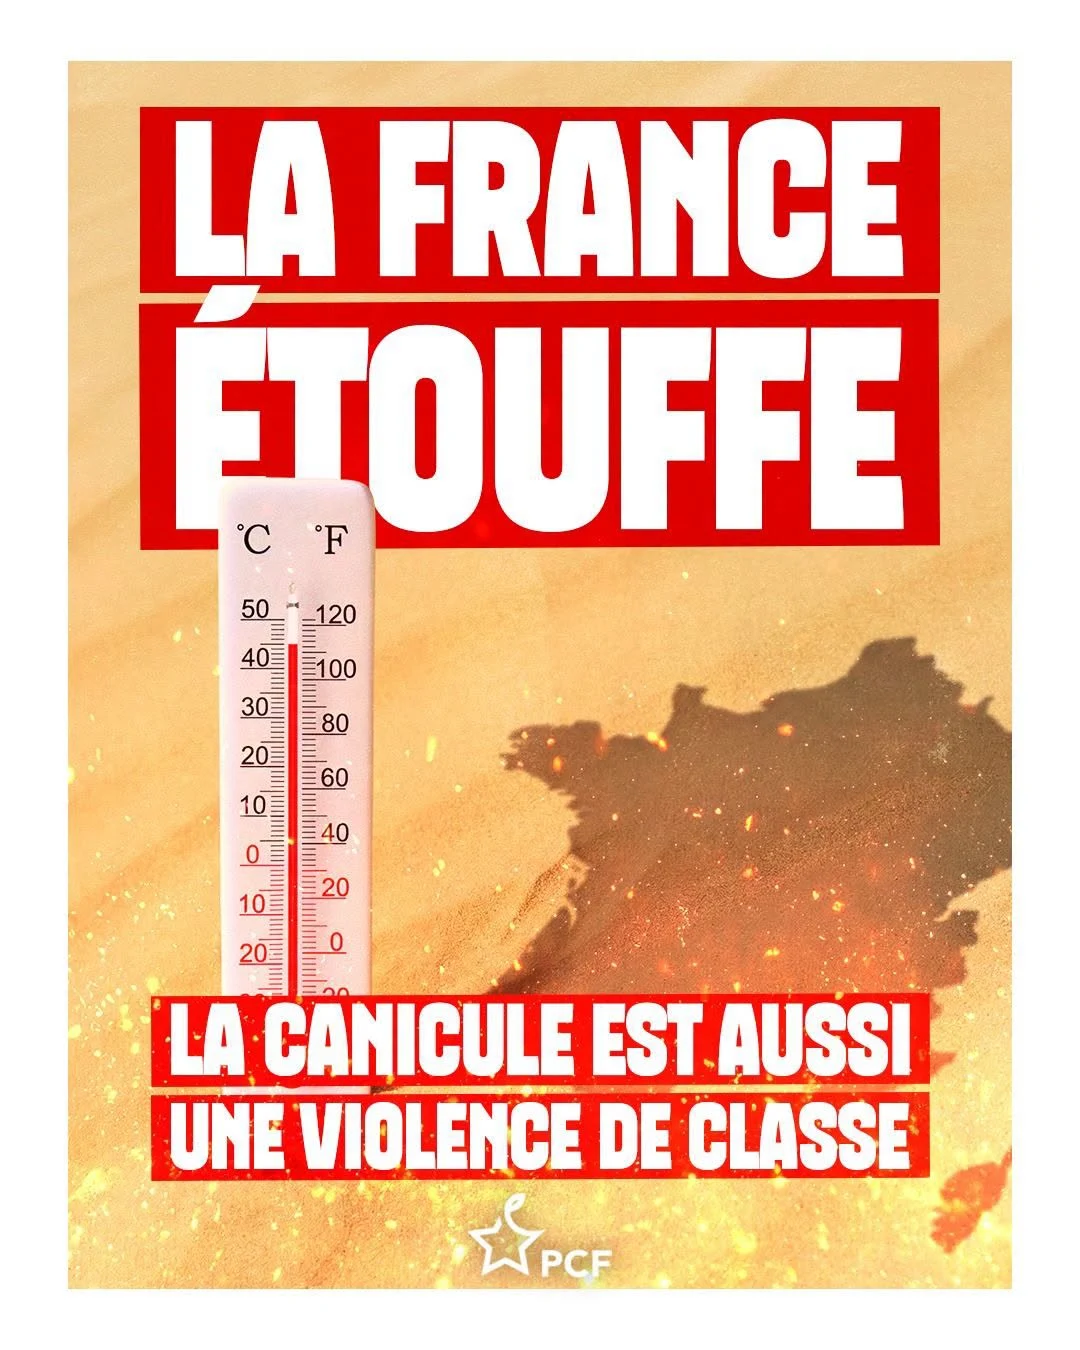 LA FRANCE
ÉTOUFFE
°C °F
50 120
40 100
30 80
20 60
10 40
0 20
10 0
20 20
LA CANICULE EST AUSSI
UNE VIOLENCE DE CLASSE
PCF